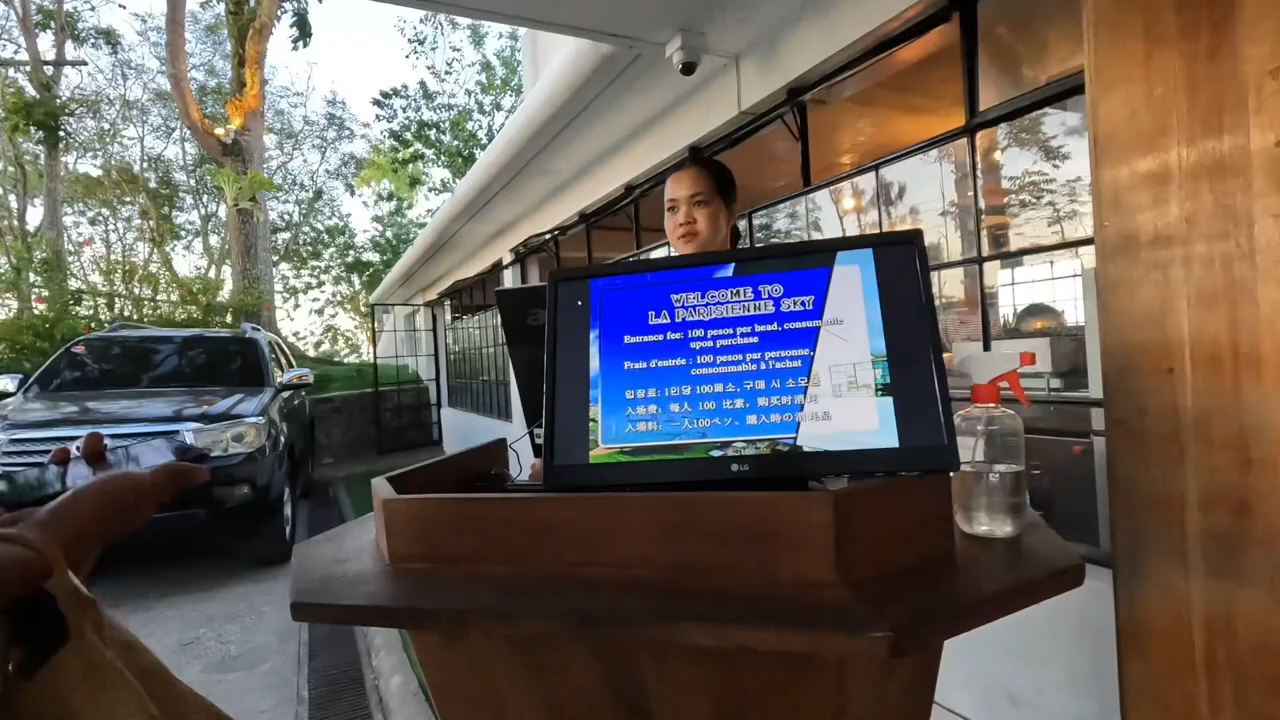 WELCOME TO
LA PARISIENNE SKY
Entrance fee: 100 pesos per head, consumable
upon purchase
Frais d'entrée : 100 pesos par personne,
consommable à l'achat
입장료: 1인당 100페소, 구매 시 소모품
入场费: 每人 100 比索, 购买时消耗
入場料: 一人100ペソ。購入時の消耗品
LG